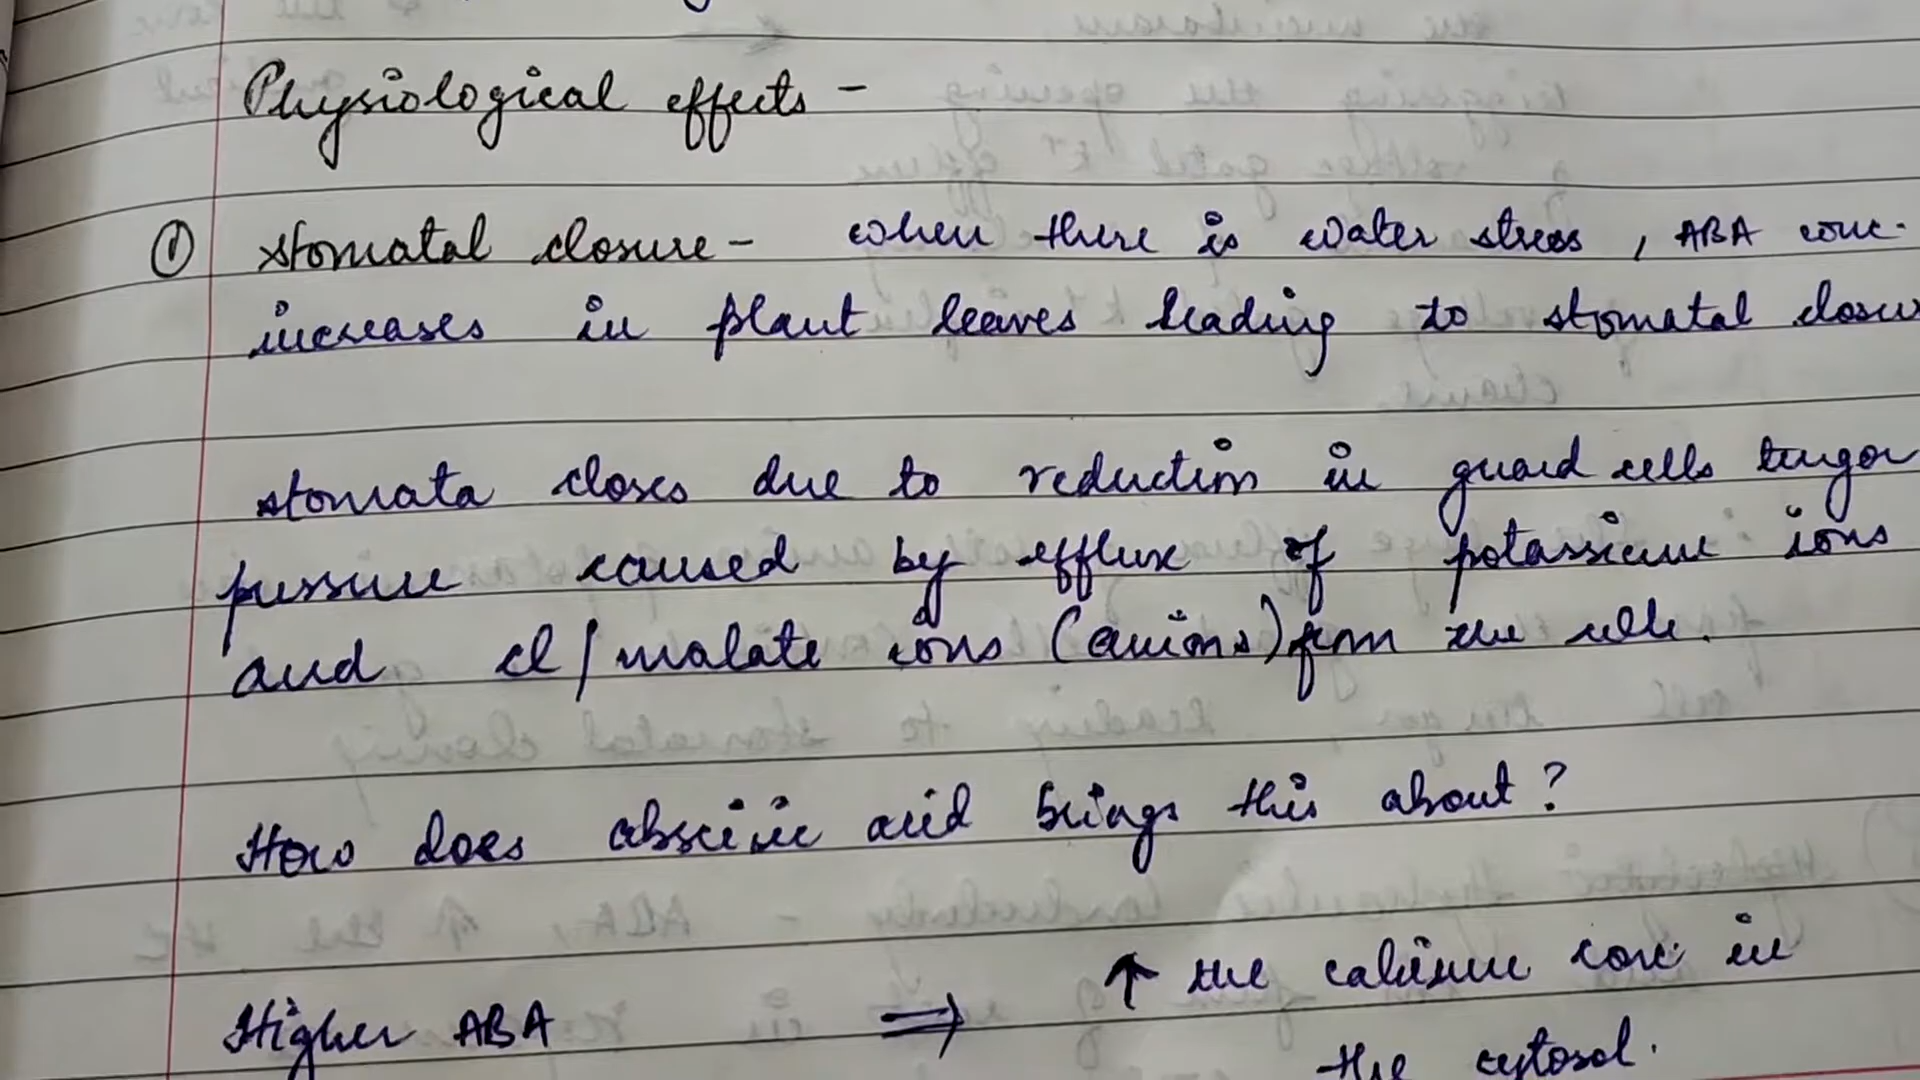 Physiological effects -
① stomatal closure - when there is water stress, ABA conc.
increases in plant leaves leading to stomatal closur
stomata closes due to reduction in guard cells turgor
pressure caused by efflux of potassium ions
and cl/malate ions (anions) from the cells.
How does abscisic acid brings this about?
Higher ABA ⇒ ↑ the calcium conc in
the cytosol.